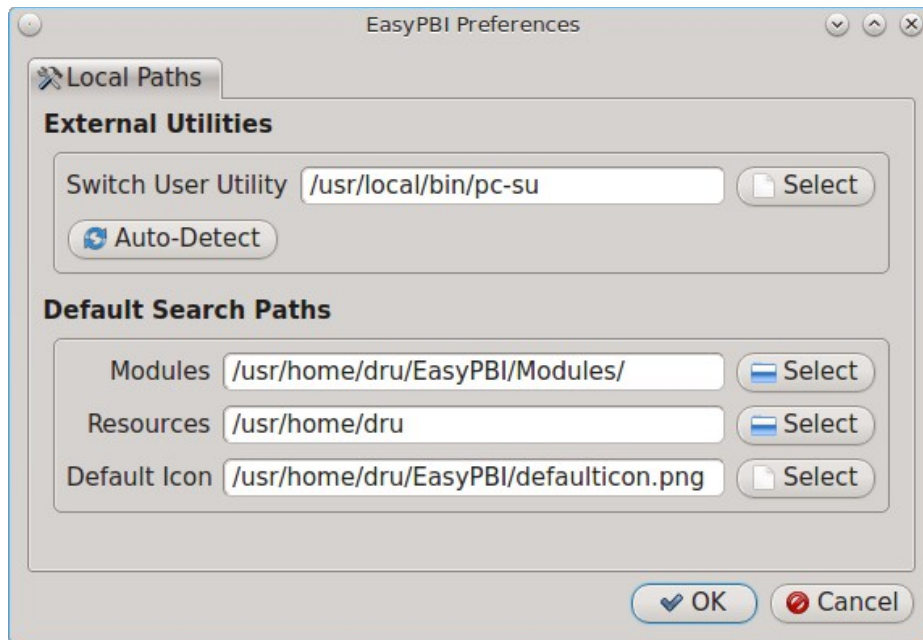 EasyPBI Preferences
Local Paths
External Utilities
Switch User Utility /usr/local/bin/pc-su Select
Auto-Detect
Default Search Paths
Modules /usr/home/dru/EasyPBI/Modules/ Select
Resources /usr/home/dru Select
Default Icon /usr/home/dru/EasyPBI/defaulticon.png Select
OK Cancel